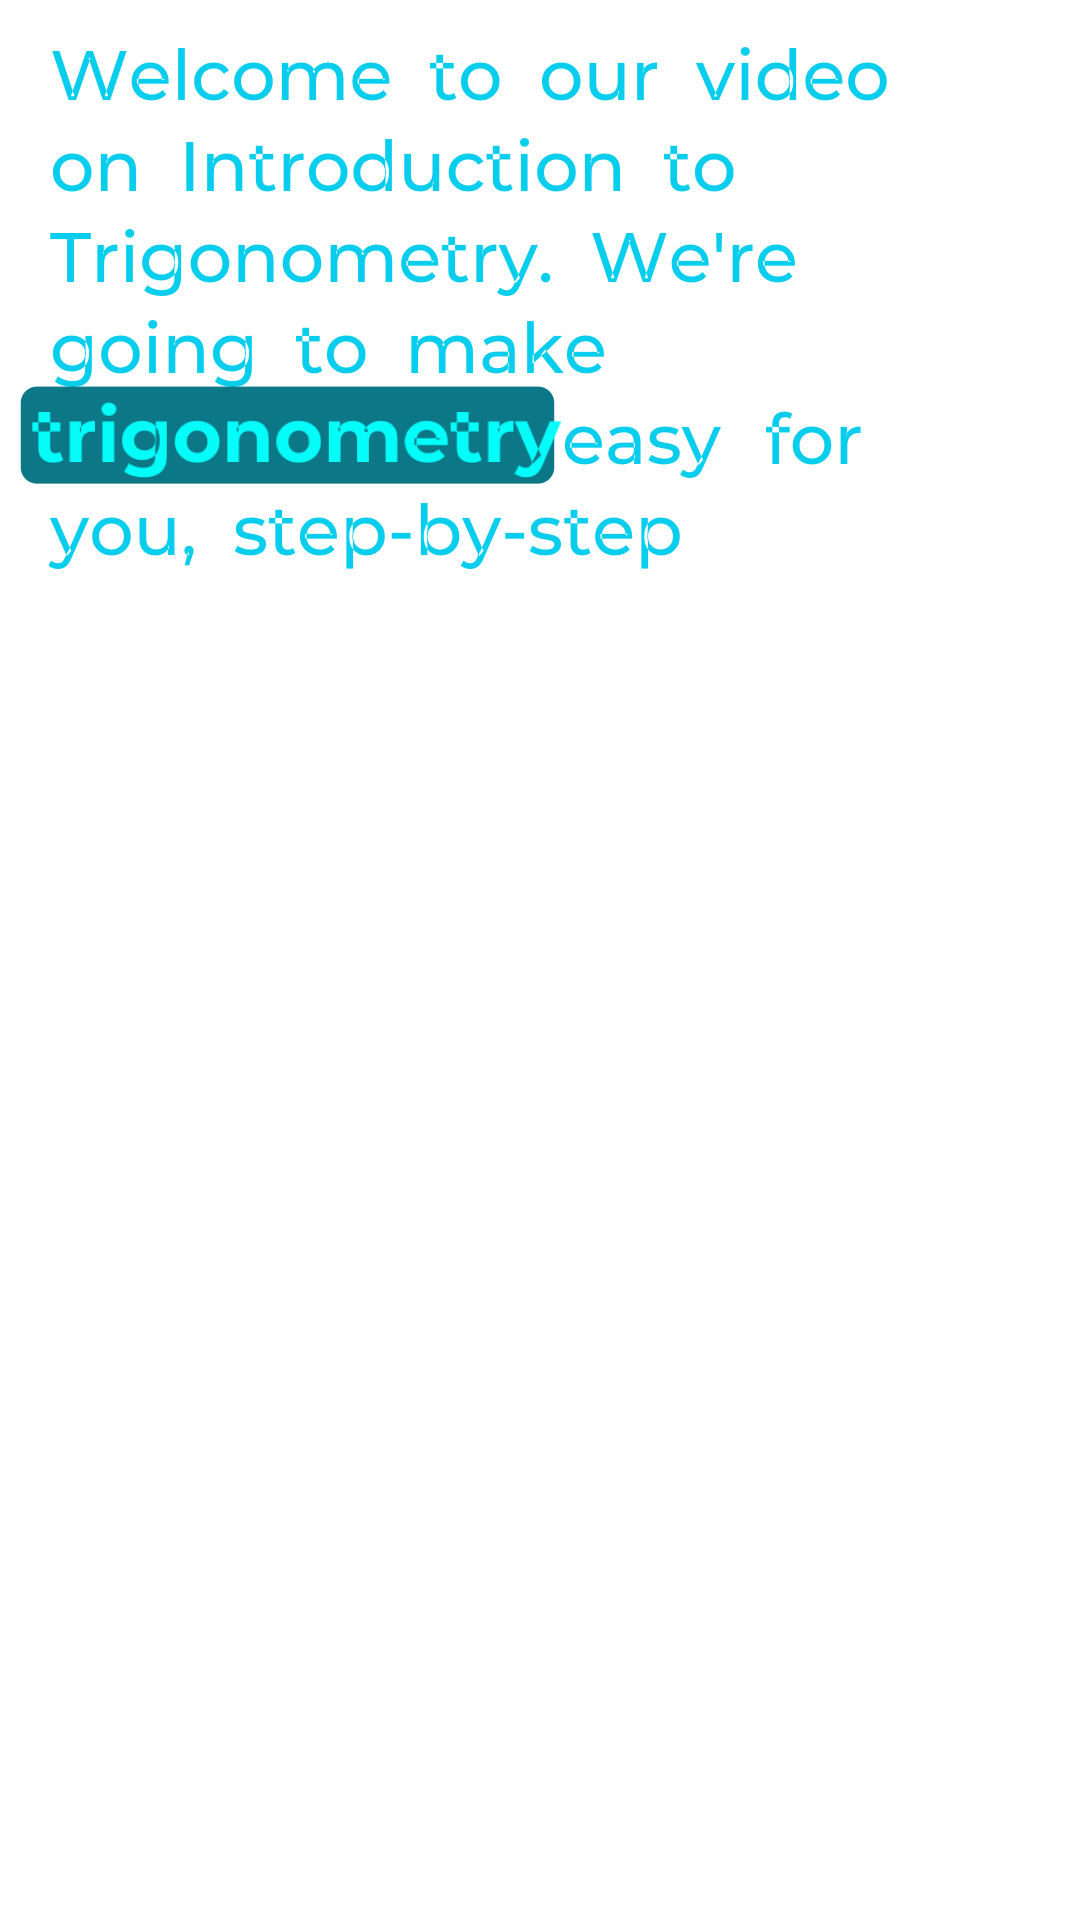 Welcome to our video
on Introduction to
Trigonometry. We're
going to make
trigonometry easy for
you, step-by-step